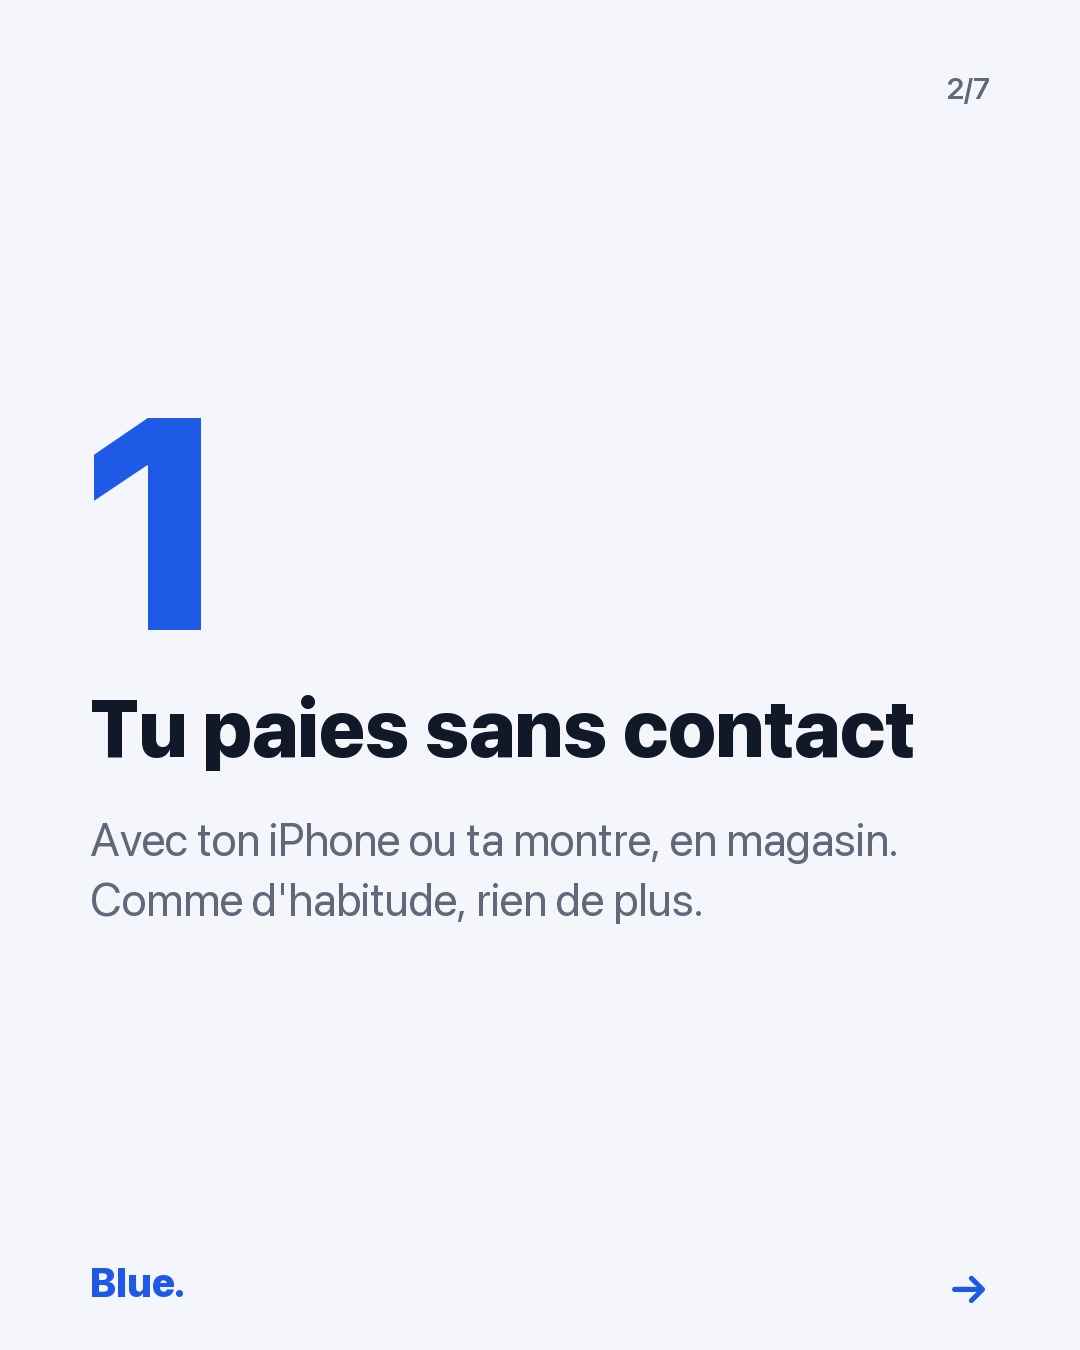 2/7
1
Tu paies sans contact
Avec ton iPhone ou ta montre, en magasin.
Comme d'habitude, rien de plus.
Blue.
→